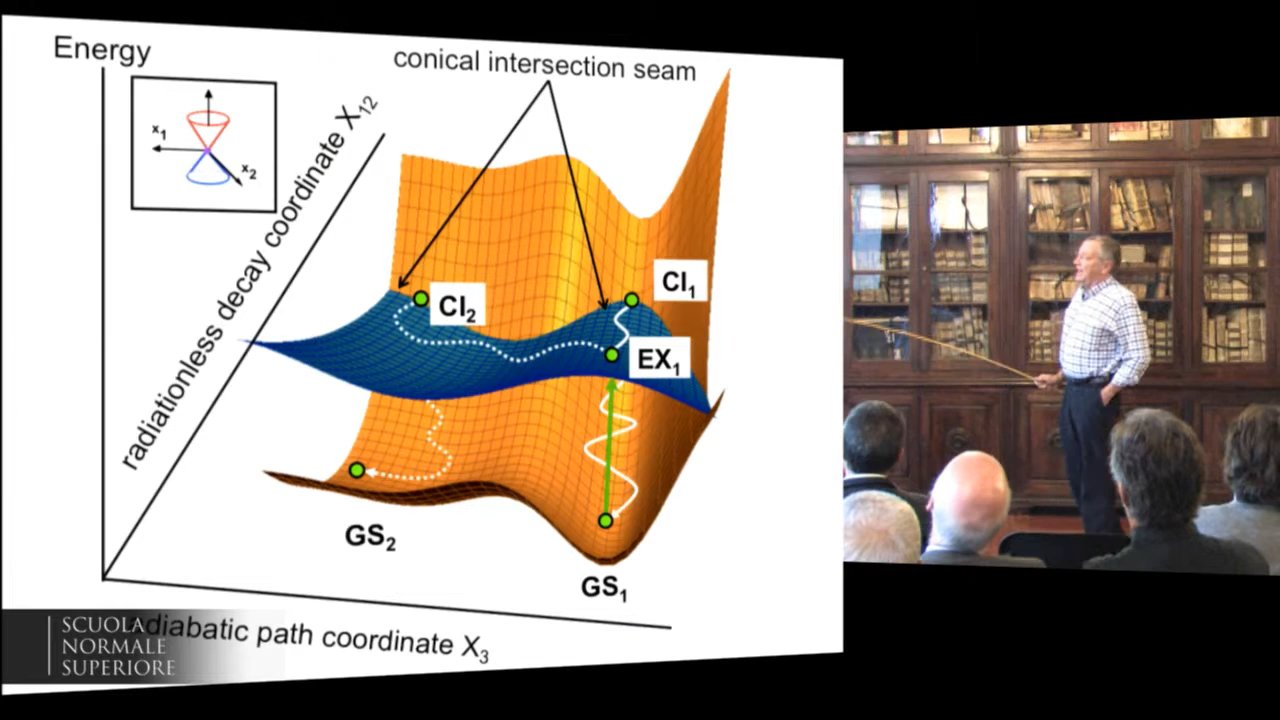 Energy
conical intersection seam
x1
x2
radiationless decay coordinate X12
CI1
CI2
EX1
GS2
GS1
adiabatic path coordinate X3
SCUOLA
NORMALE
SUPERIORE